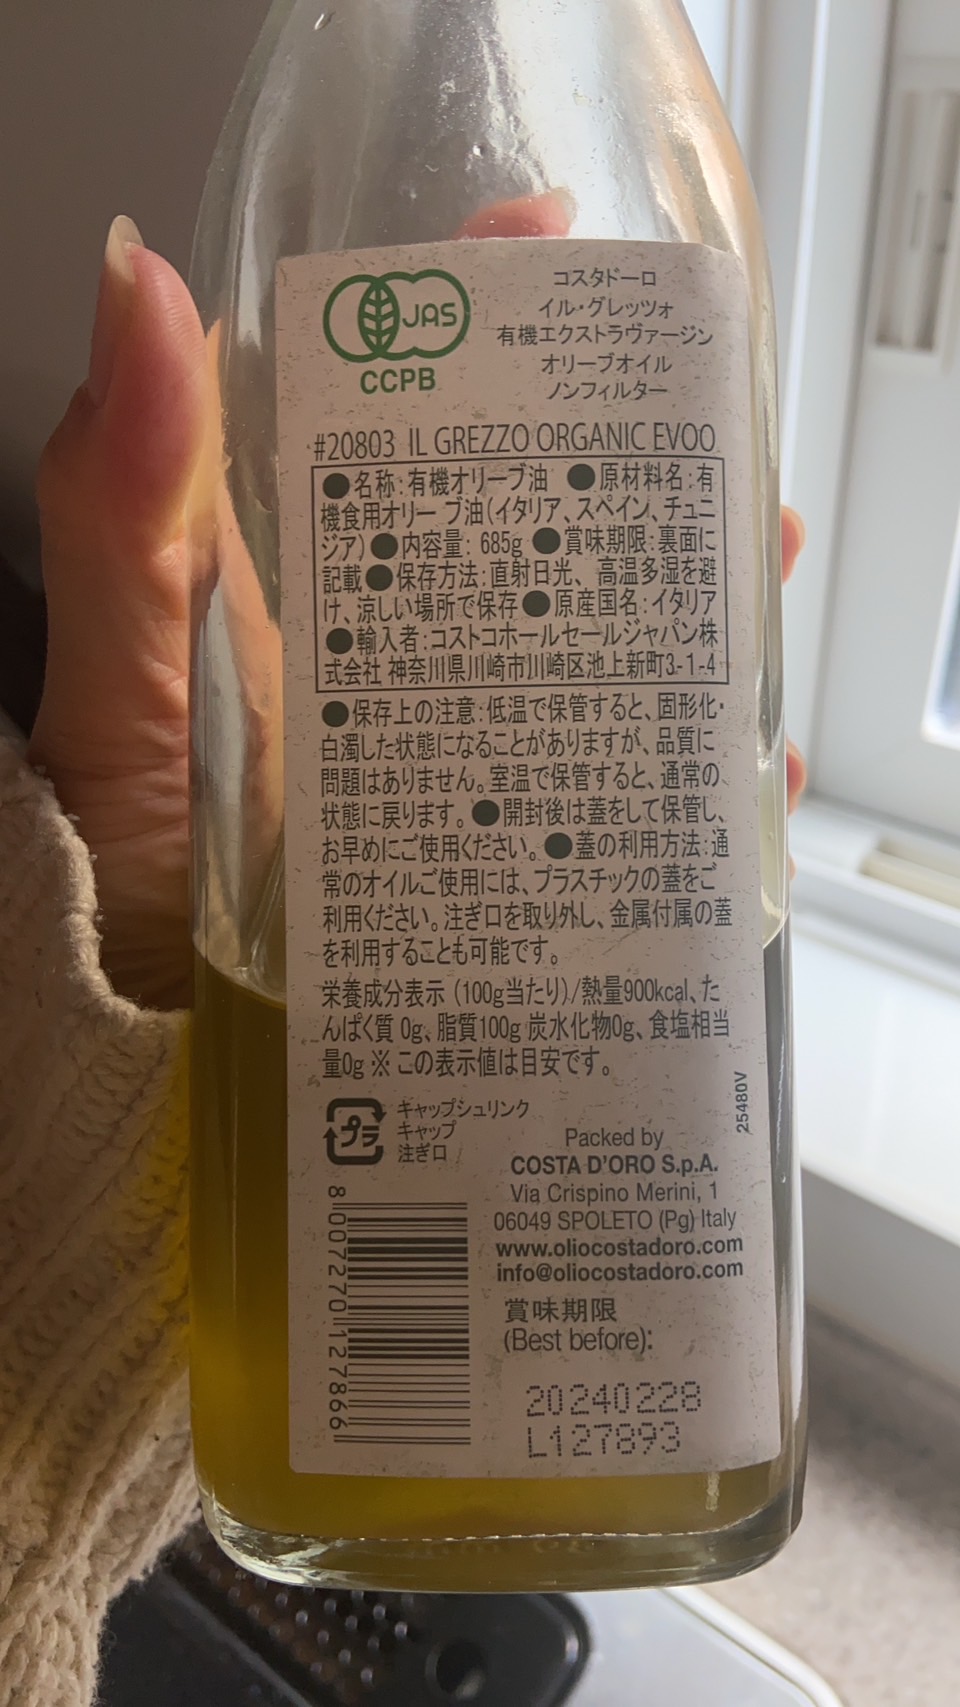 JAS
CCPB
コスタドーロ
イル・グレッツォ
有機エクストラヴァージン
オリーブオイル
ノンフィルター
#20803 IL GREZZO ORGANIC EVOO
●名称:有機オリーブ油 ●原材料名:有
機食用オリーブ油(イタリア、スペイン、チュニ
ジア)●内容量: 685g ●賞味期限:裏面に
記載●保存方法:直射日光、高温多湿を避
け、涼しい場所で保存●原産国名:イタリア
●輸入者:コストコホールセールジャパン株
式会社 神奈川県川崎市川崎区池上新町3-1-4
●保存上の注意:低温で保管すると、固形化・
白濁した状態になることがありますが、品質に
問題はありません。室温で保管すると、通常の
状態に戻ります。●開封後は蓋をして保管し、
お早めにご使用ください。●蓋の利用方法:通
常のオイルご使用には、プラスチックの蓋をご
利用ください。注ぎ口を取り外し、金属付属の蓋
を利用することも可能です。
栄養成分表示 (100g当たり)/熱量900kcal、た
んぱく質 0g、脂質100g 炭水化物0g、食塩相当
量0g ※ この表示値は目安です。
プラ
キャップシュリンク
キャップ
注ぎ口
25480V
Packed by
COSTA D'ORO S.p.A.
Via Crispino Merini, 1
06049 SPOLETO (Pg) Italy
www.oliocostadoro.com
info@oliocostadoro.com
8 007270 127866
賞味期限
(Best before):
20240228
L127893